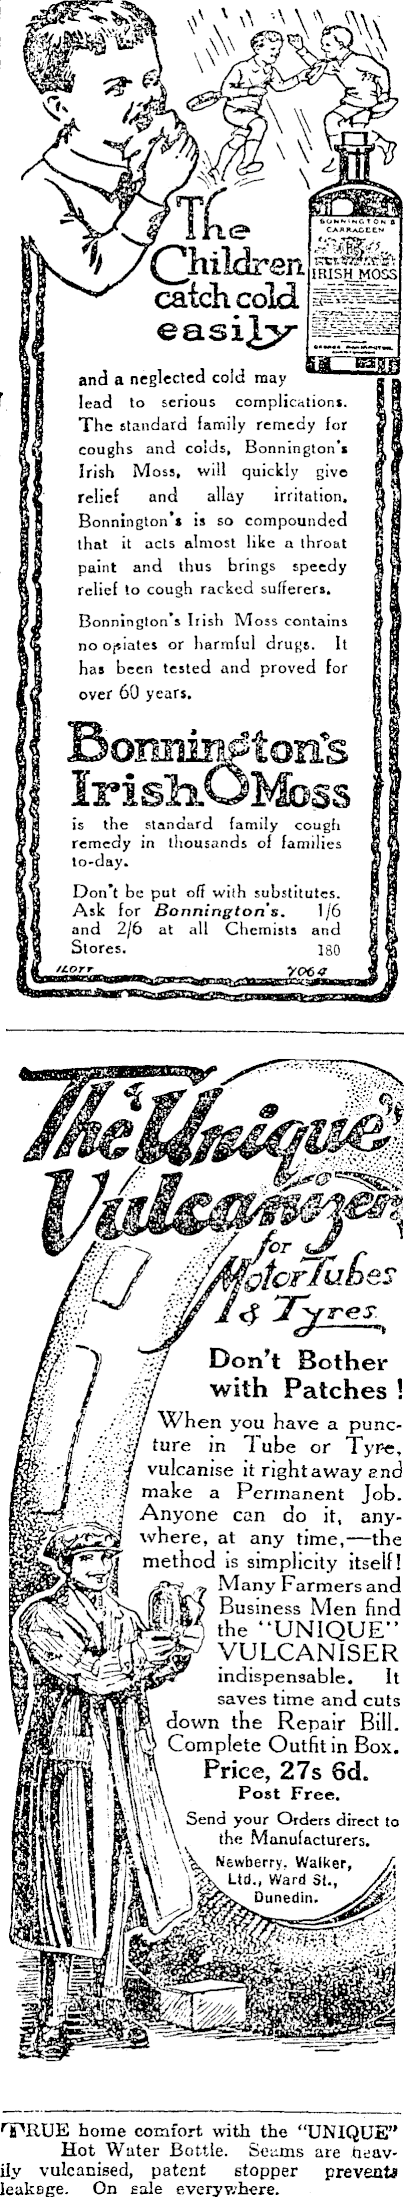 BONNINGTON'S
CARRAGEEN
IRISH MOSS
The
Children
catch cold
easily
and a neglected cold may
lead to serious complications.
The standard family remedy for
coughs and colds, Bonnington's
Irish Moss, will quickly give
relief and allay irritation.
Bonnington's is so compounded
that it acts almost like a throat
paint and thus brings speedy
relief to cough racked sufferers.
Bonnington's Irish Moss contains
no opiates or harmful drugs. It
has been tested and proved for
over 60 years.
Bonnington's
Irish Moss
is the standard family cough
remedy in thousands of families
to-day.
Don't be put off with substitutes.
Ask for Bonnington's. 1/6
and 2/6 at all Chemists and
Stores. 180
ILOTT 7064
The "Unique"
Vulcanizer
for
Motor Tubes
& Tyres
Don't Bother
with Patches!
When you have a punc-
ture in Tube or Tyre,
vulcanise it right away and
make a Permanent Job.
Anyone can do it, any-
where, at any time,—the
method is simplicity itself!
Many Farmers and
Business Men find
the "UNIQUE"
VULCANISER
indispensable. It
saves time and cuts
down the Repair Bill.
Complete Outfit in Box.
Price, 27s 6d.
Post Free.
Send your Orders direct to
the Manufacturers.
Newberry, Walker,
Ltd., Ward St.,
Dunedin.
TRUE home comfort with the "UNIQUE"
Hot Water Bottle. Seams are heav-
ily vulcanised, patent stopper prevents
leakage. On sale everywhere.